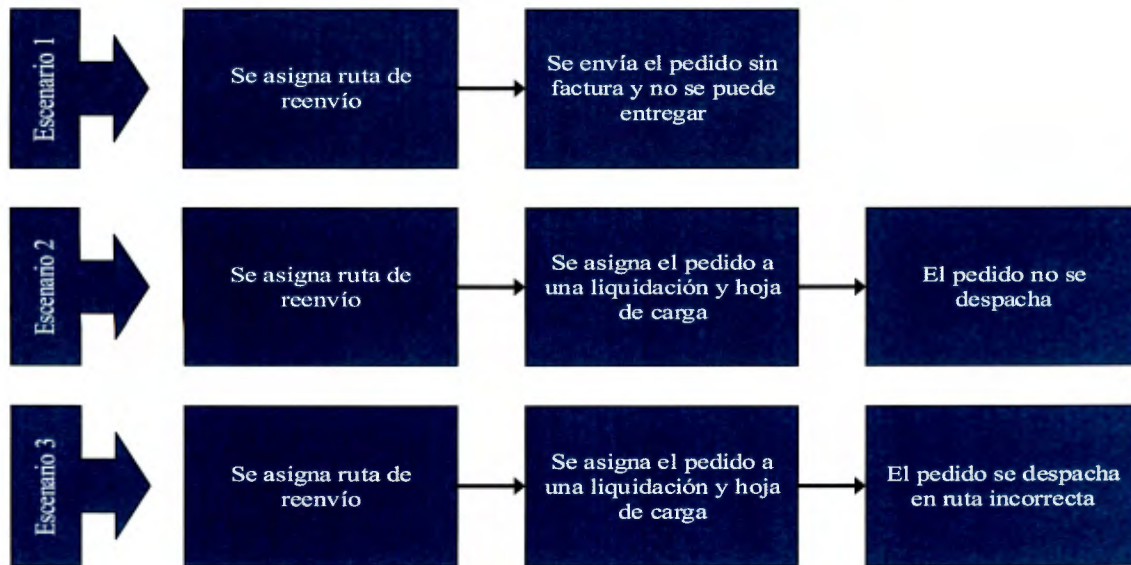 Escenario 1
Se asigna ruta de
reenvío
Se envía el pedido sin
factura y no se puede
entregar
Escenario 2
Se asigna ruta de
reenvío
Se asigna el pedido a
una liquidación y hoja
de carga
El pedido no se
despacha
Escenario 3
Se asigna ruta de
reenvío
Se asigna el pedido a
una liquidación y hoja
de carga
El pedido se despacha
en ruta incorrecta